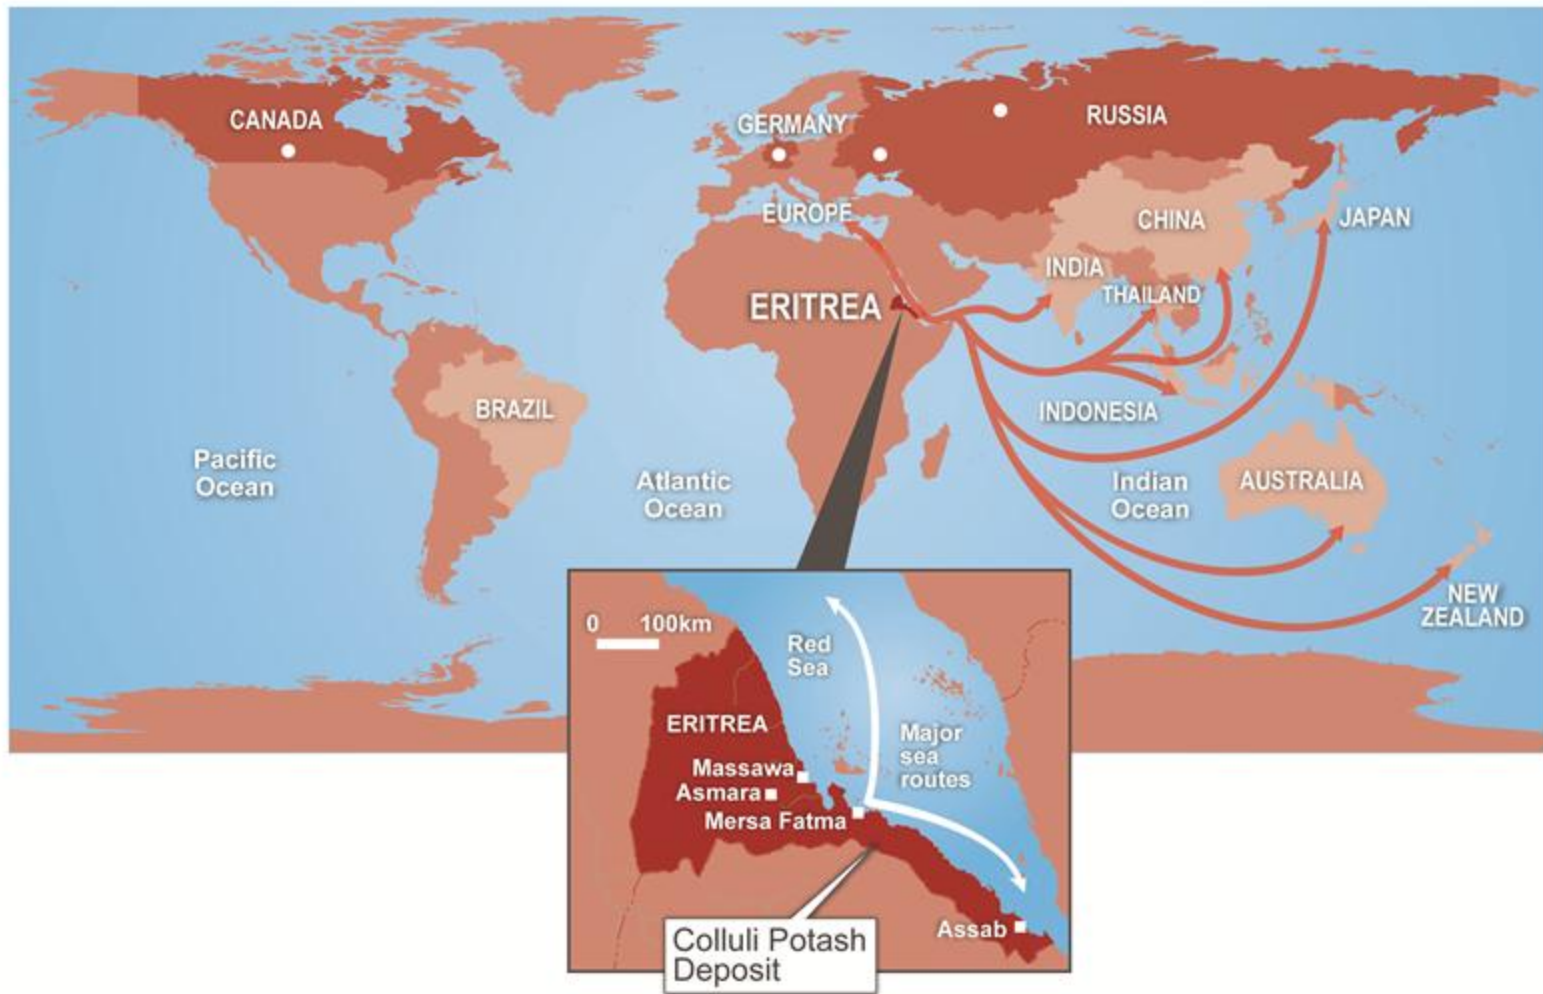 CANADA
GERMANY
RUSSIA
EUROPE
CHINA
JAPAN
INDIA
THAILAND
ERITREA
INDONESIA
BRAZIL
Pacific
Ocean
Atlantic
Ocean
Indian
Ocean
AUSTRALIA
NEW
ZEALAND
0 100km
Red
Sea
ERITREA
Major
sea
routes
Massawa
Asmara
Mersa Fatma
Assab
Colluli Potash
Deposit